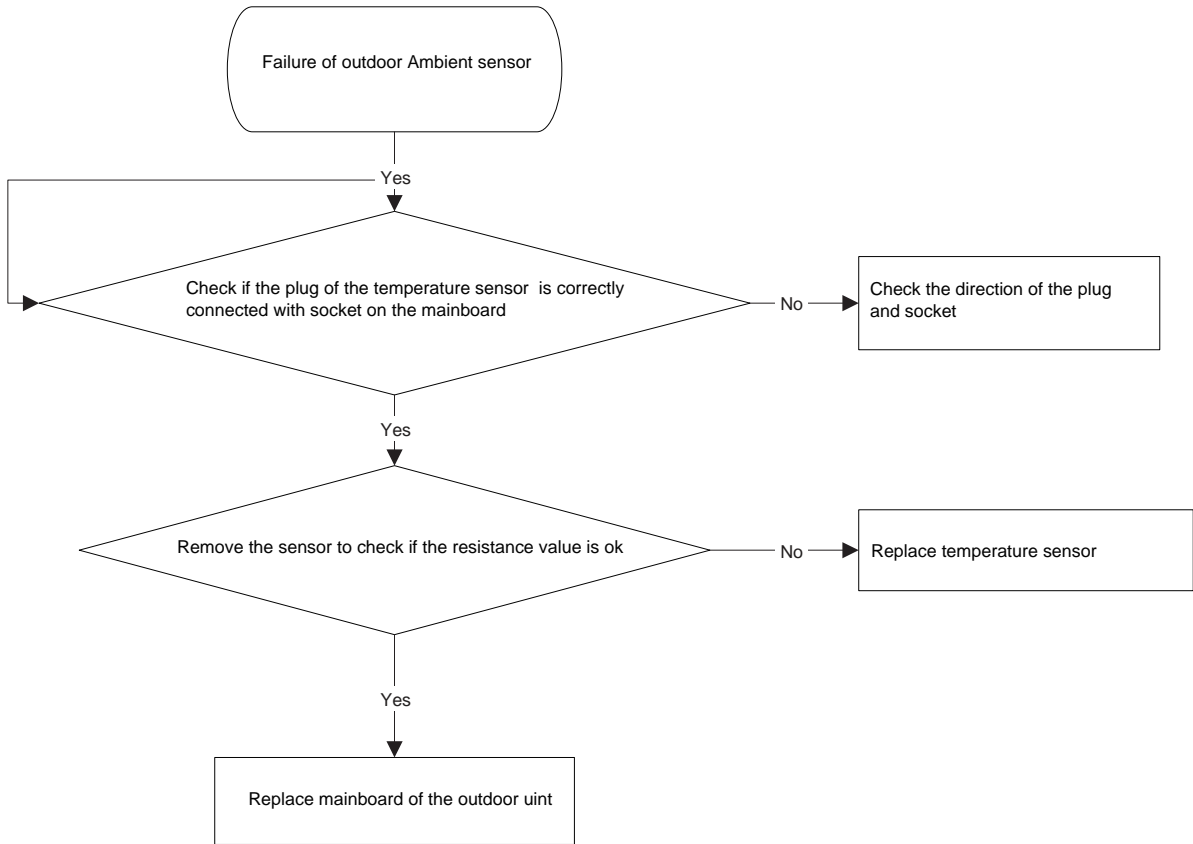 Failure of outdoor Ambient sensor
Yes
Check if the plug of the temperature sensor is correctly
connected with socket on the mainboard
No
Check the direction of the plug
and socket
Yes
Remove the sensor to check if the resistance value is ok
No
Replace temperature sensor
Yes
Replace mainboard of the outdoor uint